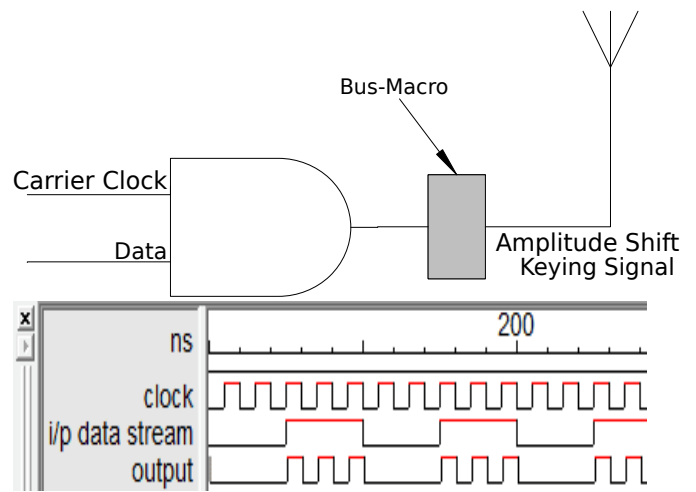 Bus-Macro
Carrier Clock
Data
Amplitude Shift
Keying Signal
x
200
ns
clock
i/p data stream
output